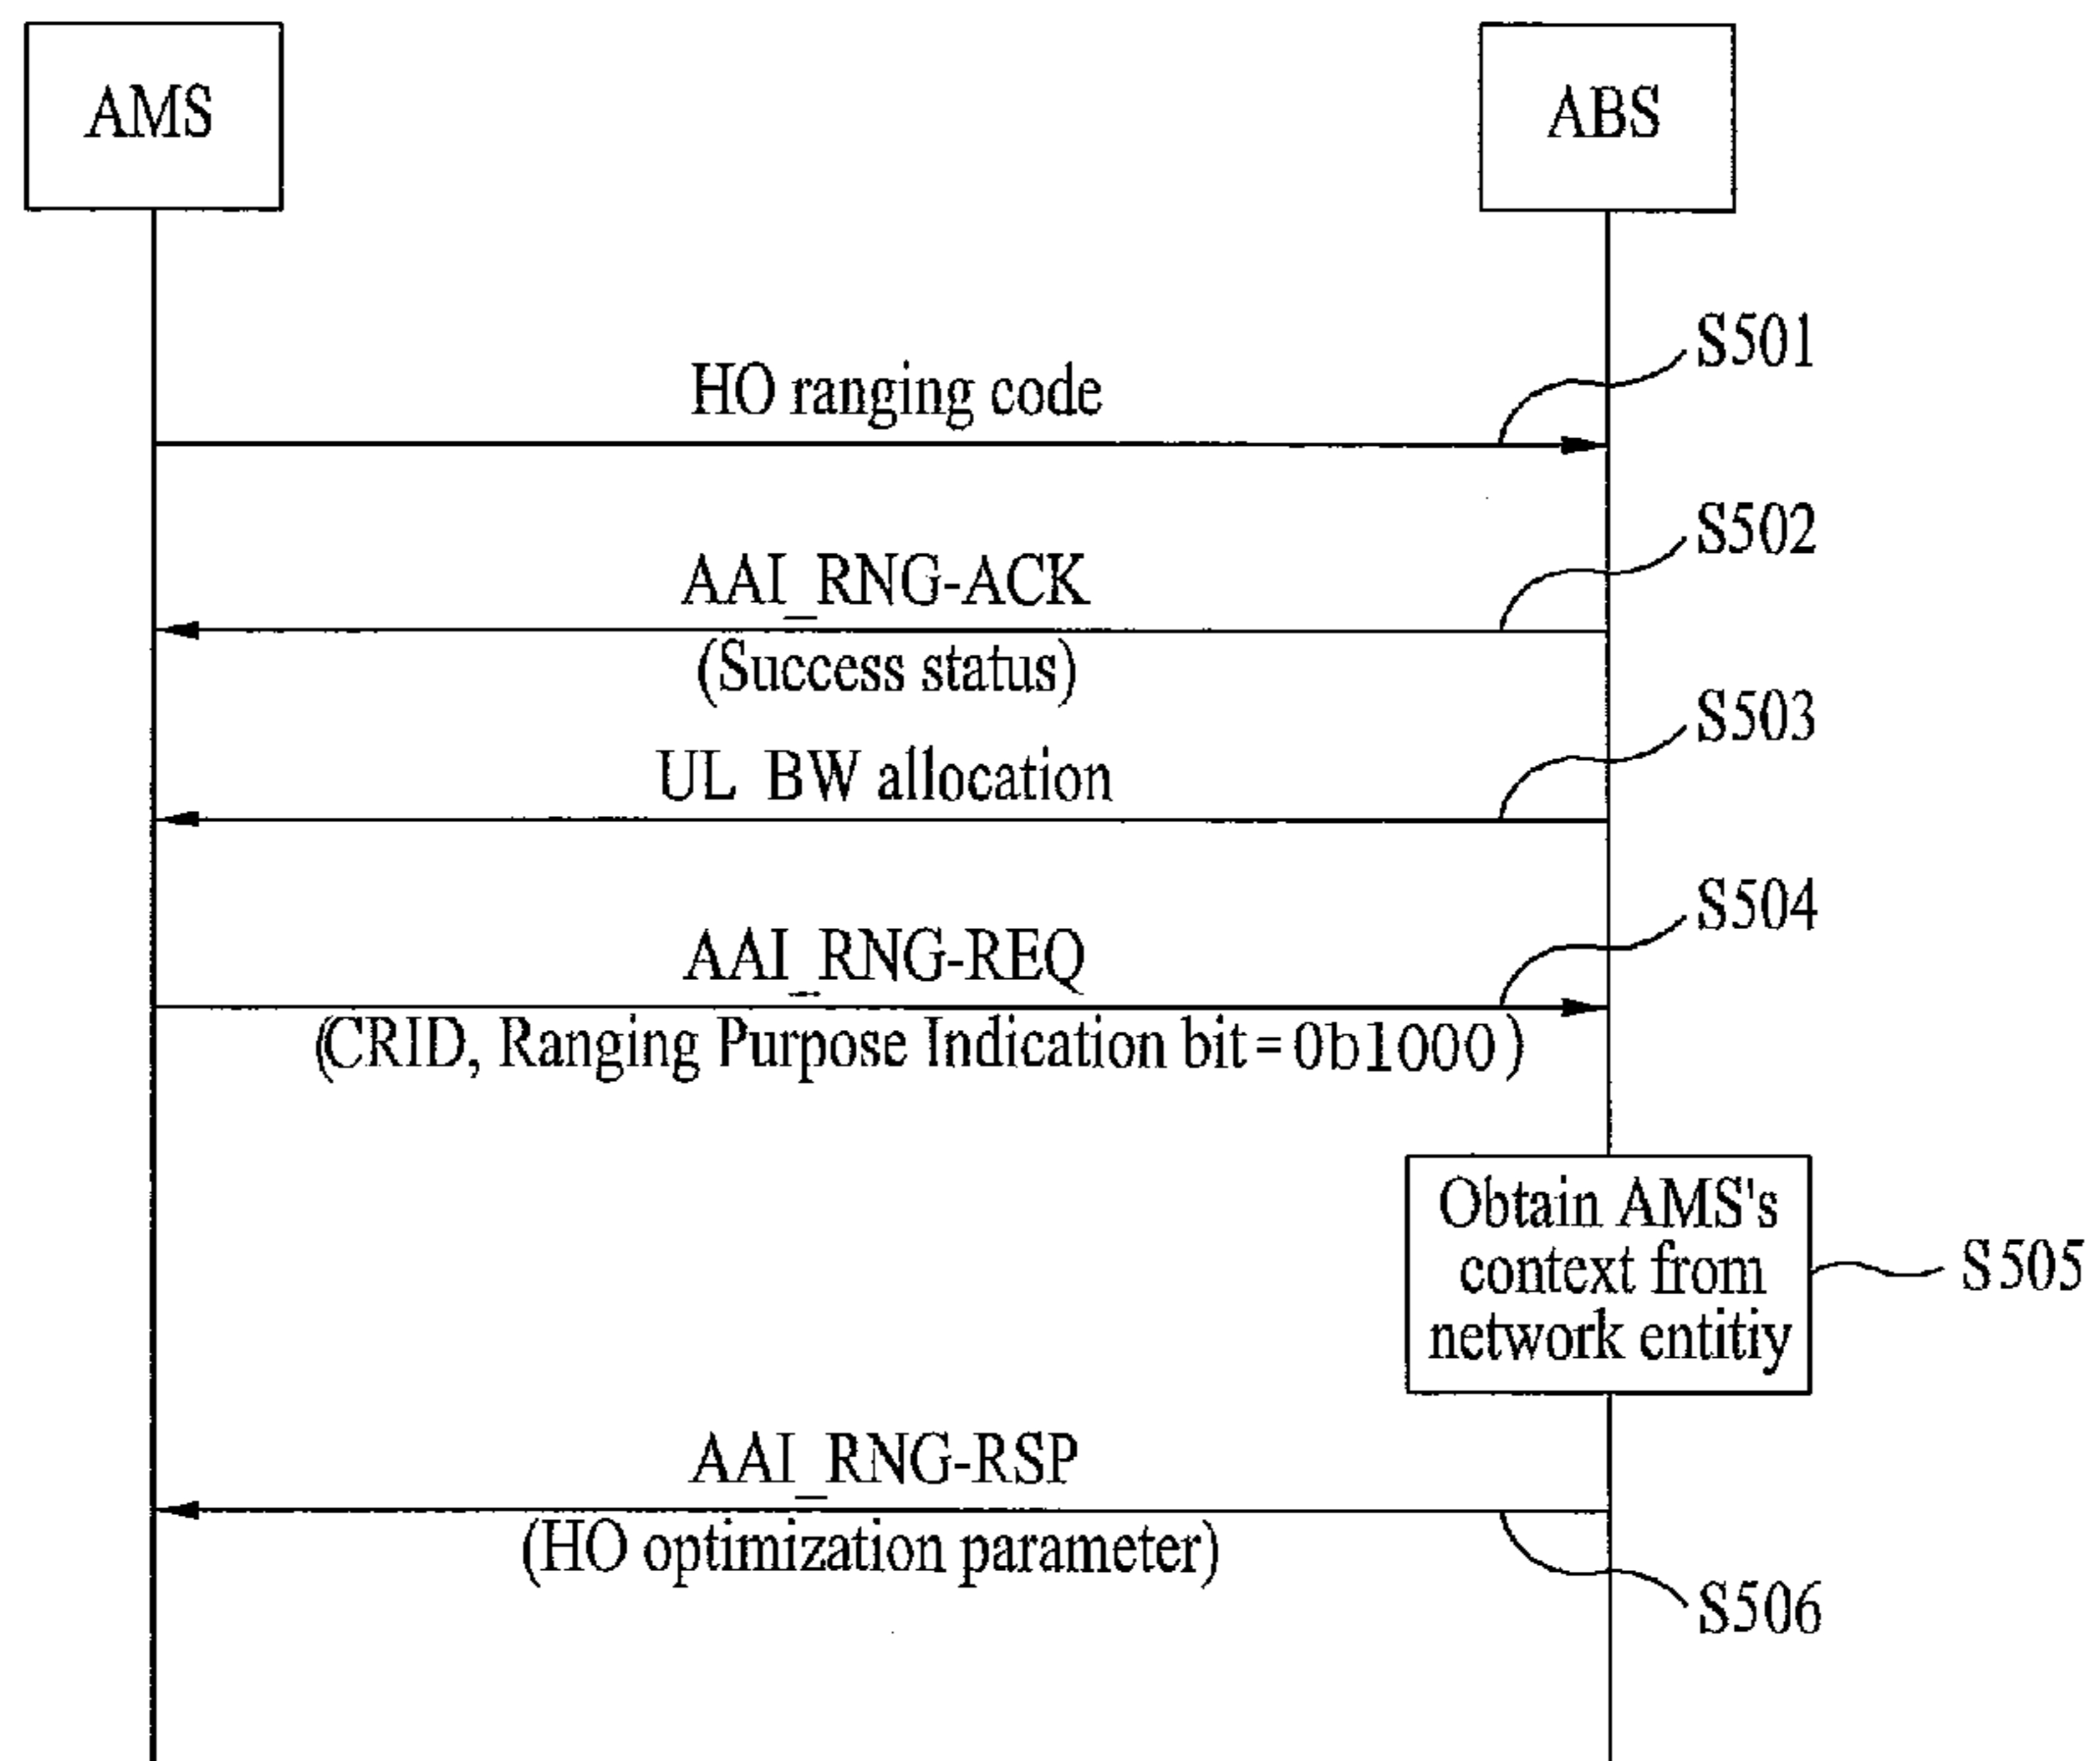 AMS
ABS
S501
HO ranging code
S502
AAI_RNG-ACK
(Success status)
S503
UL BW allocation
S504
AAI_RNG-REQ
(CRID, Ranging Purpose Indication bit = 0b1000)
Obtain AMS's
context from
network entitiy
S505
AAI_RNG-RSP
(HO optimization parameter)
S506